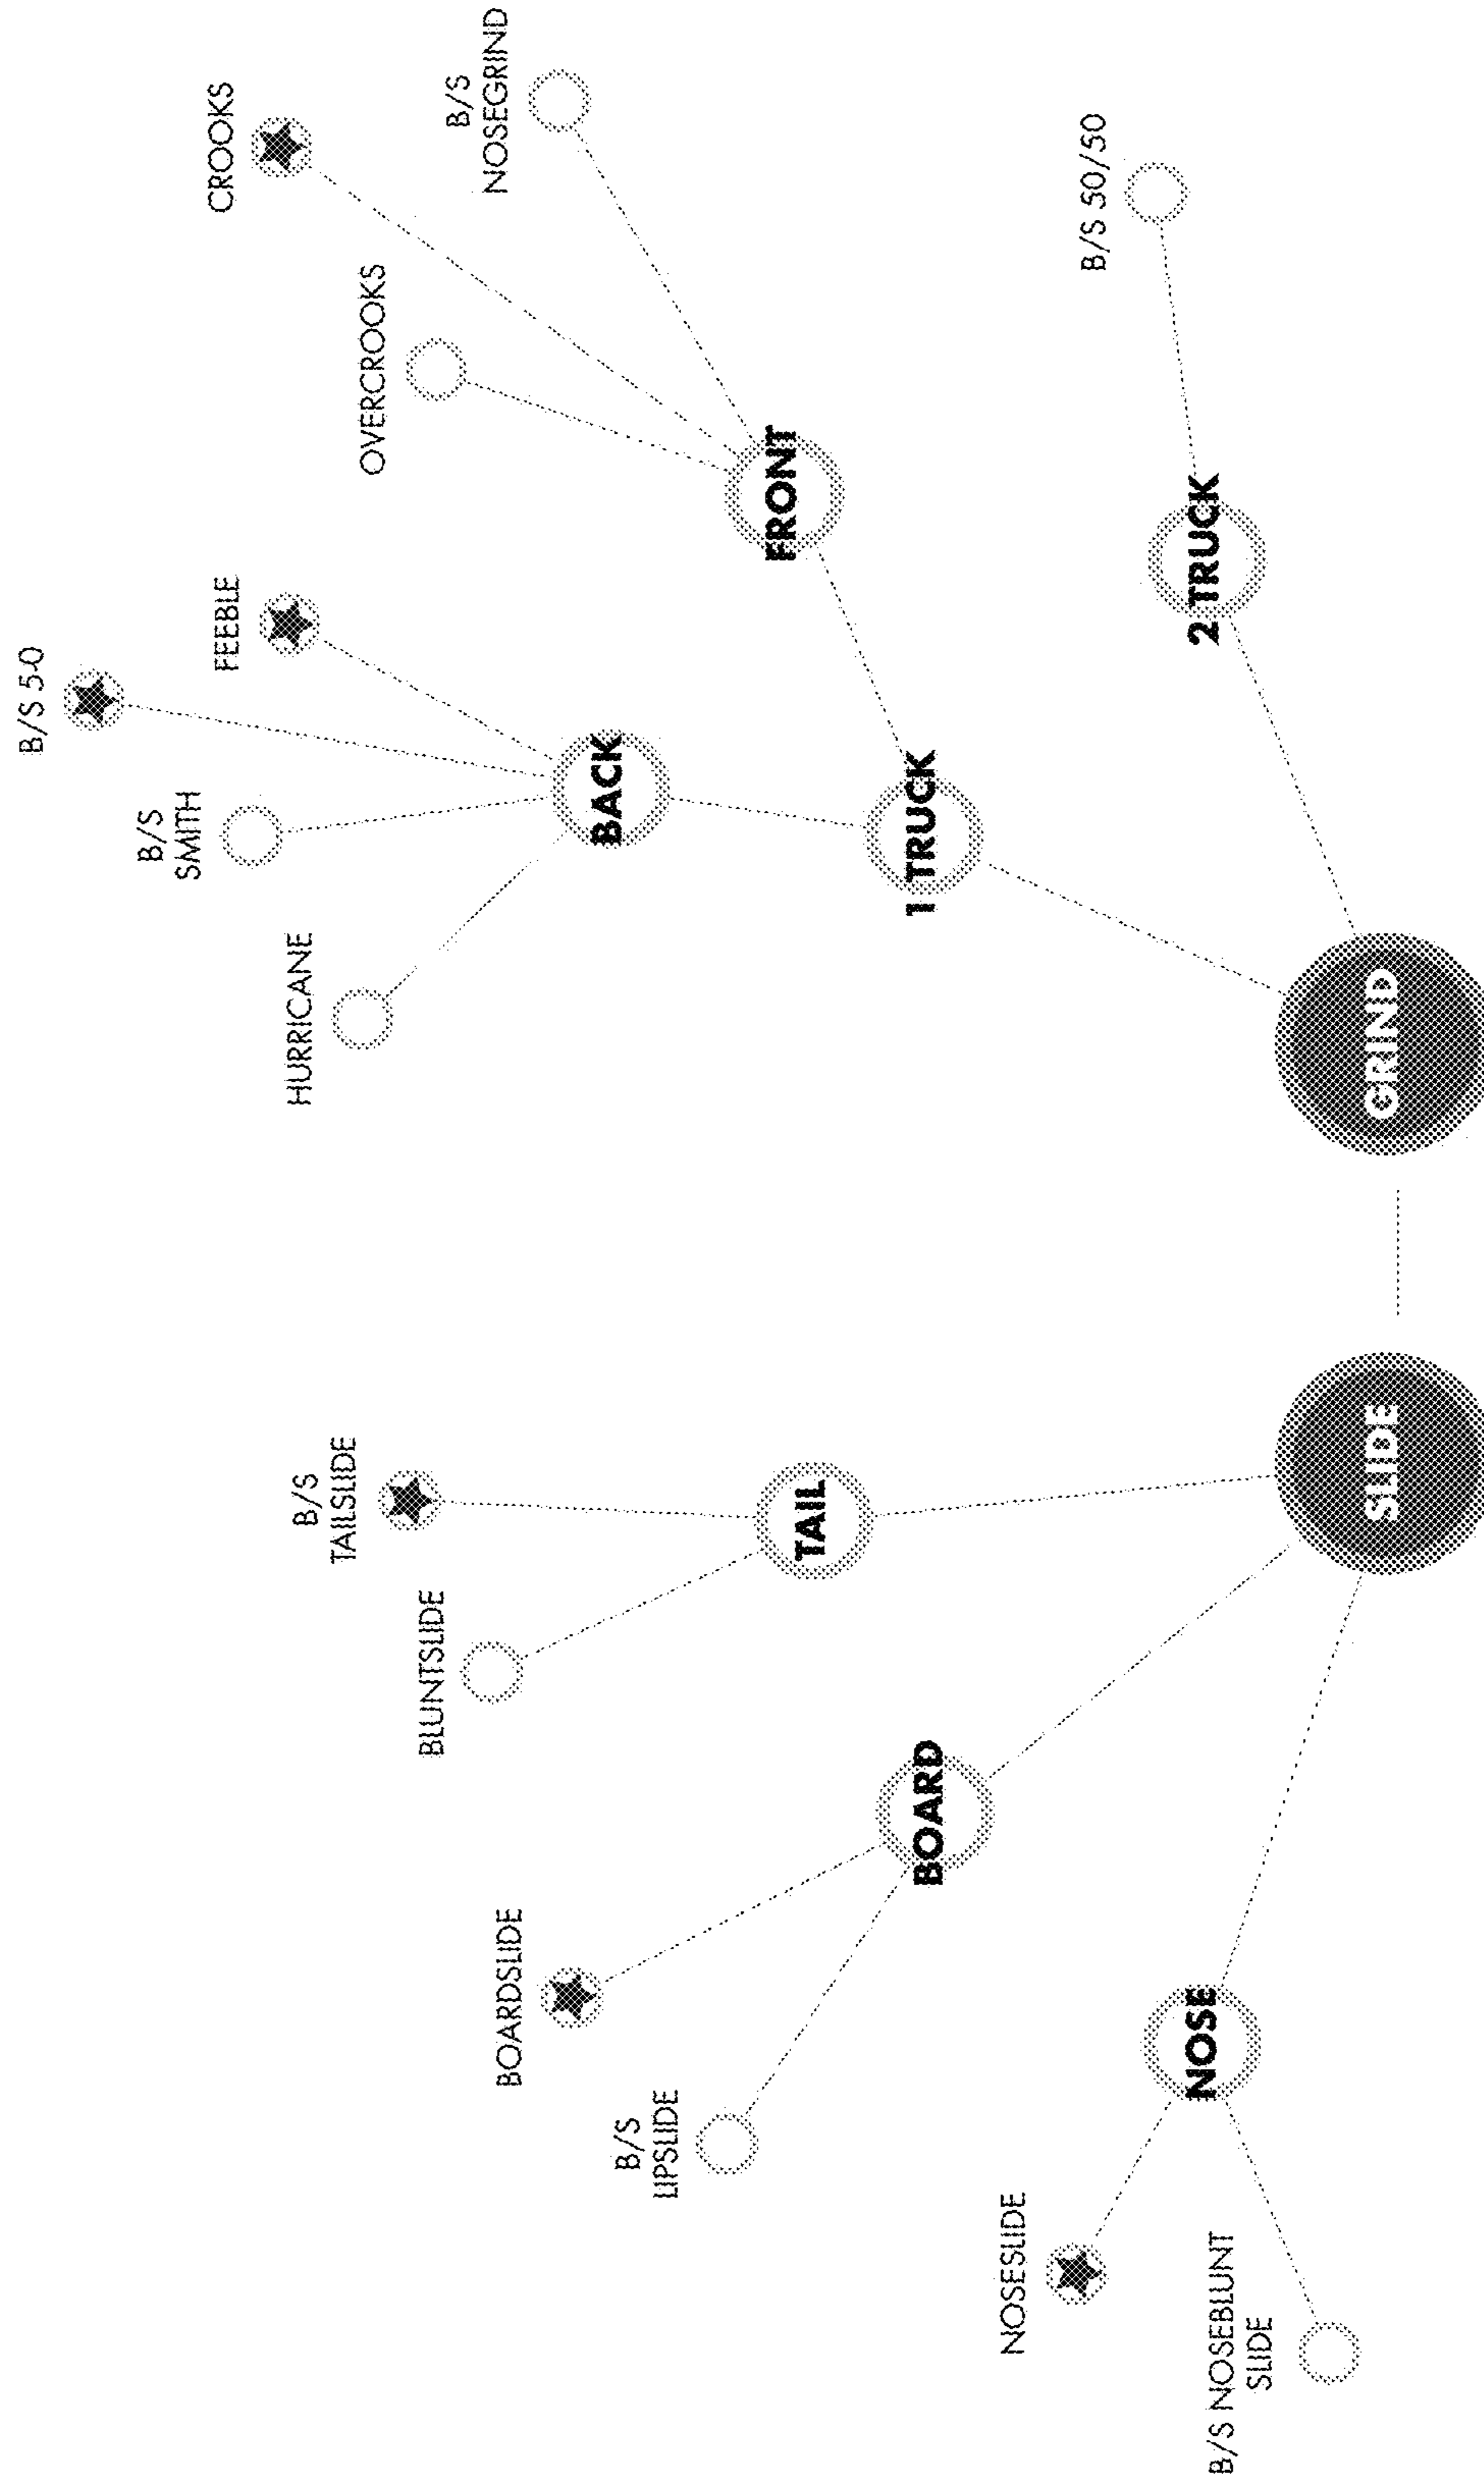 B/S NOSEBLUNT
SLIDE
NOSESLIDE
NOSE
B/S
LIPSLIDE
BOARDSLIDE
BOARD
BLUNTSLIDE
B/S
TAILSLIDE
TAIL
SLIDE
GRIND
HURRICANE
B/S
SMITH
B/S 5-0
FEEBLE
BACK
1 TRUCK
OVERCROOKS
CROOKS
B/S
NOSEGRIND
FRONT
2 TRUCK
B/S 50/50